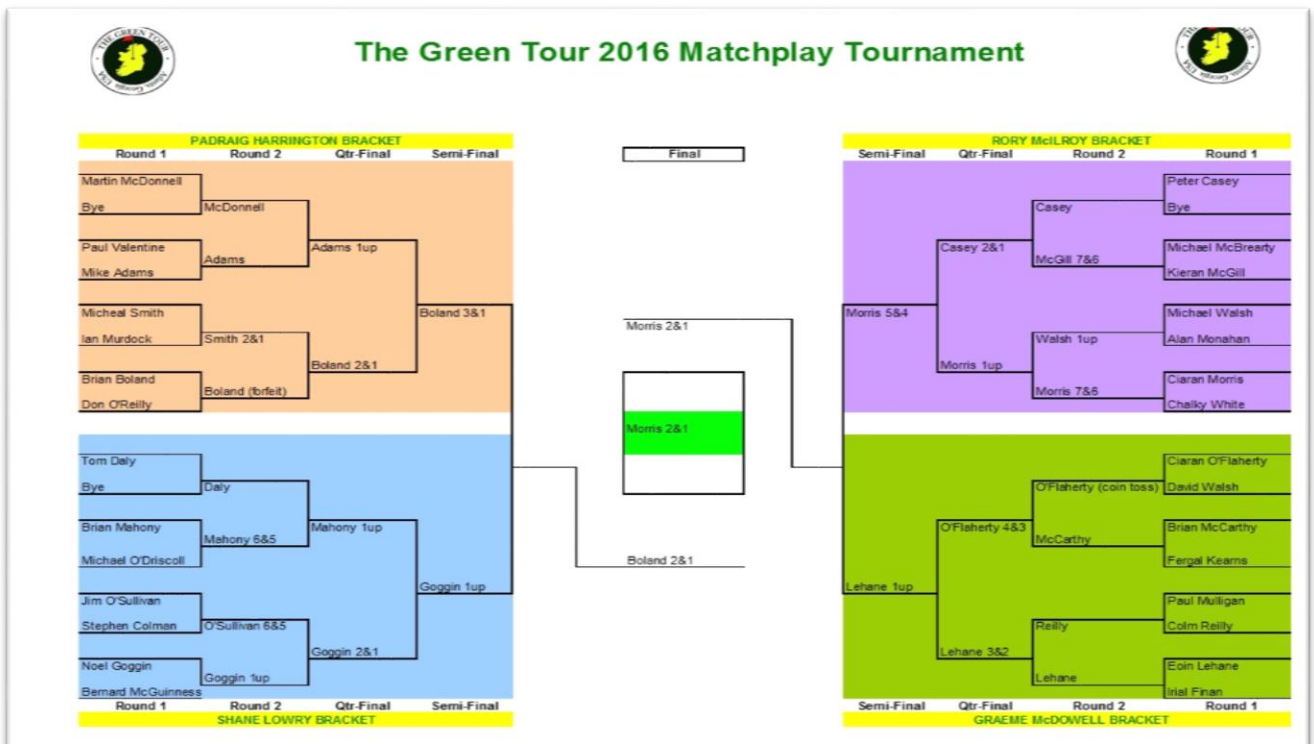 THE GREEN TOUR
Atlanta, Georgia USA
The Green Tour 2016 Matchplay Tournament
PADRAIG HARRINGTON BRACKET
Round 1 Round 2 Qtr-Final Semi-Final
Martin McDonnell
Bye
McDonnell
Paul Valentine
Mike Adams
Adams
Adams 1up
Micheal Smith
Ian Murdock
Smith 2&1
Brian Boland
Don O'Reilly
Boland (forfeit)
Boland 2&1
Boland 3&1
Tom Daly
Bye
Daly
Brian Mahony
Michael O'Driscoll
Mahony 6&5
Mahony 1up
Jim O'Sullivan
Stephen Colman
O'Sullivan 6&5
Noel Goggin
Bernard McGuinness
Goggin 1up
Goggin 2&1
Goggin 1up
Round 1 Round 2 Qtr-Final Semi-Final
SHANE LOWRY BRACKET
Final
Morris 2&1
Morris 2&1
Boland 2&1
RORY McILROY BRACKET
Semi-Final Qtr-Final Round 2 Round 1
Peter Casey
Bye
Casey
Michael McBrearty
Kieran McGill
McGill 7&6
Casey 2&1
Michael Walsh
Alan Monahan
Walsh 1up
Ciaran Morris
Chalky White
Morris 7&6
Morris 1up
Morris 5&4
Ciaran O'Flaherty
David Walsh
O'Flaherty (coin toss)
Brian McCarthy
Fergal Kearns
McCarthy
O'Flaherty 4&3
Paul Mulligan
Colm Reilly
Reilly
Eoin Lehane
Irial Finan
Lehane
Lehane 3&2
Lehane 1up
Semi-Final Qtr-Final Round 2 Round 1
GRAEME McDOWELL BRACKET